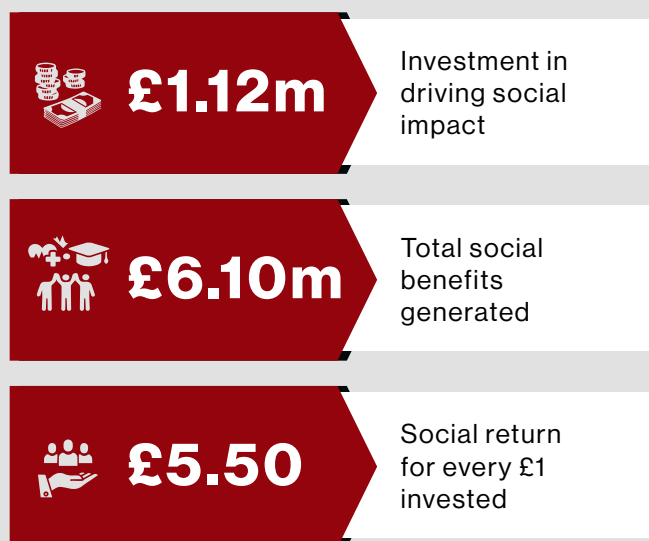 £1.12m
Investment in
driving social
impact
£6.10m
Total social
benefits
generated
£5.50
Social return
for every £1
invested